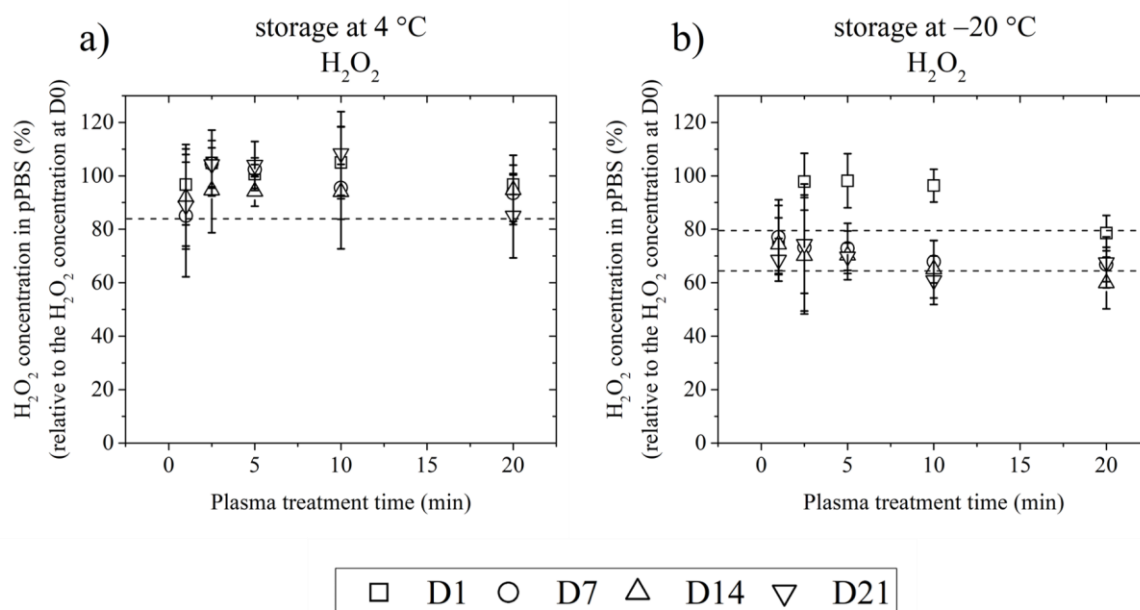 a)
storage at 4 °C
H₂O₂
H₂O₂ concentration in pPBS (%)
(relative to the H₂O₂ concentration at D0)
120
100
80
60
40
20
0
0 5 10 15 20
Plasma treatment time (min)
b)
storage at –20 °C
H₂O₂
H₂O₂ concentration in pPBS (%)
(relative to the H₂O₂ concentration at D0)
120
100
80
60
40
20
0
0 5 10 15 20
Plasma treatment time (min)
D1 D7 D14 D21